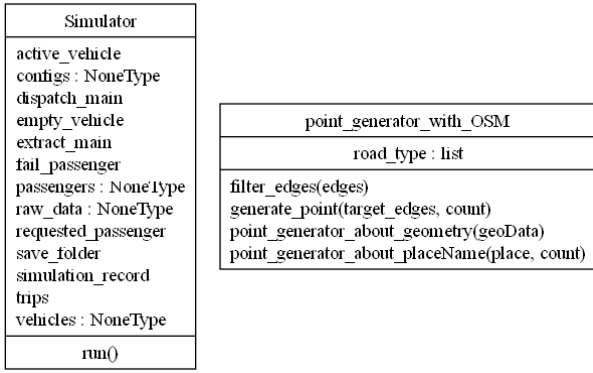 Simulator
active_vehicle
configs : NoneType
dispatch_main
empty_vehicle
extract_main
fail_passenger
passengers : NoneType
raw_data : NoneType
requested_passenger
save_folder
simulation_record
trips
vehicles : NoneType
run()
point_generator_with_OSM
road_type : list
filter_edges(edges)
generate_point(target_edges, count)
point_generator_about_geometry(geoData)
point_generator_about_placeName(place, count)